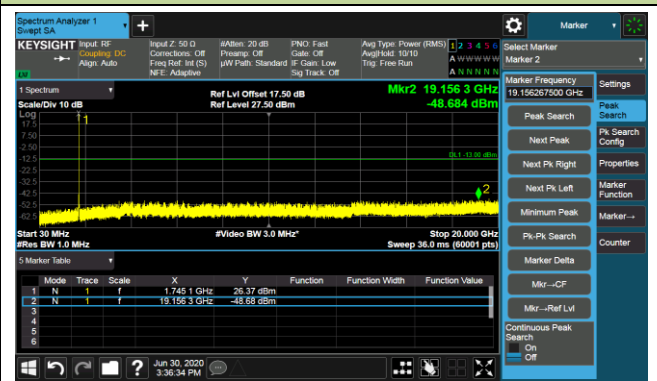 Spectrum Analyzer 1
Swept SA
Marker
KEYSIGHT Input: RF
Coupling: DC
Align: Auto
Input Z: 50 Ω
Corrections: Off
Freq Ref: Int (S)
NFE: Adaptive
#Atten: 20 dB
Preamp: Off
µW Path: Standard
PNO: Fast
Gate: Off
IF Gain: Low
Sig Track: Off
Avg Type: Power (RMS)
Avg|Hold: 10/10
Trig: Free Run
1 2 3 4 5 6
A W W W W W
A N N N N N
Select Marker
Marker 2
1 Spectrum
Scale/Div 10 dB
Ref Lvl Offset 17.50 dB
Ref Level 27.50 dBm
Mkr2 19.156 3 GHz
-48.684 dBm
Log
17.5
7.50
-2.50
-12.5
-22.5
-32.5
-42.5
-52.5
-62.5
1
DL1 -13.00 dBm
2
Start 30 MHz
#Res BW 1.0 MHz
#Video BW 3.0 MHz*
Stop 20.000 GHz
Sweep 36.0 ms (60001 pts)
5 Marker Table
Mode Trace Scale X Y Function Function Width Function Value
1 N 1 f 1.745 1 GHz 26.37 dBm
2 N 1 f 19.156 3 GHz -48.68 dBm
3
4
5
6
Marker Frequency
19.156267500 GHz
Peak Search
Next Peak
Next Pk Right
Next Pk Left
Minimum Peak
Pk-Pk Search
Marker Delta
Mkr→CF
Mkr→Ref Lvl
Continuous Peak
Search
On
Off
Settings
Peak
Search
Pk Search
Config
Properties
Marker
Function
Marker→
Counter
?
Jun 30, 2020
3:36:34 PM